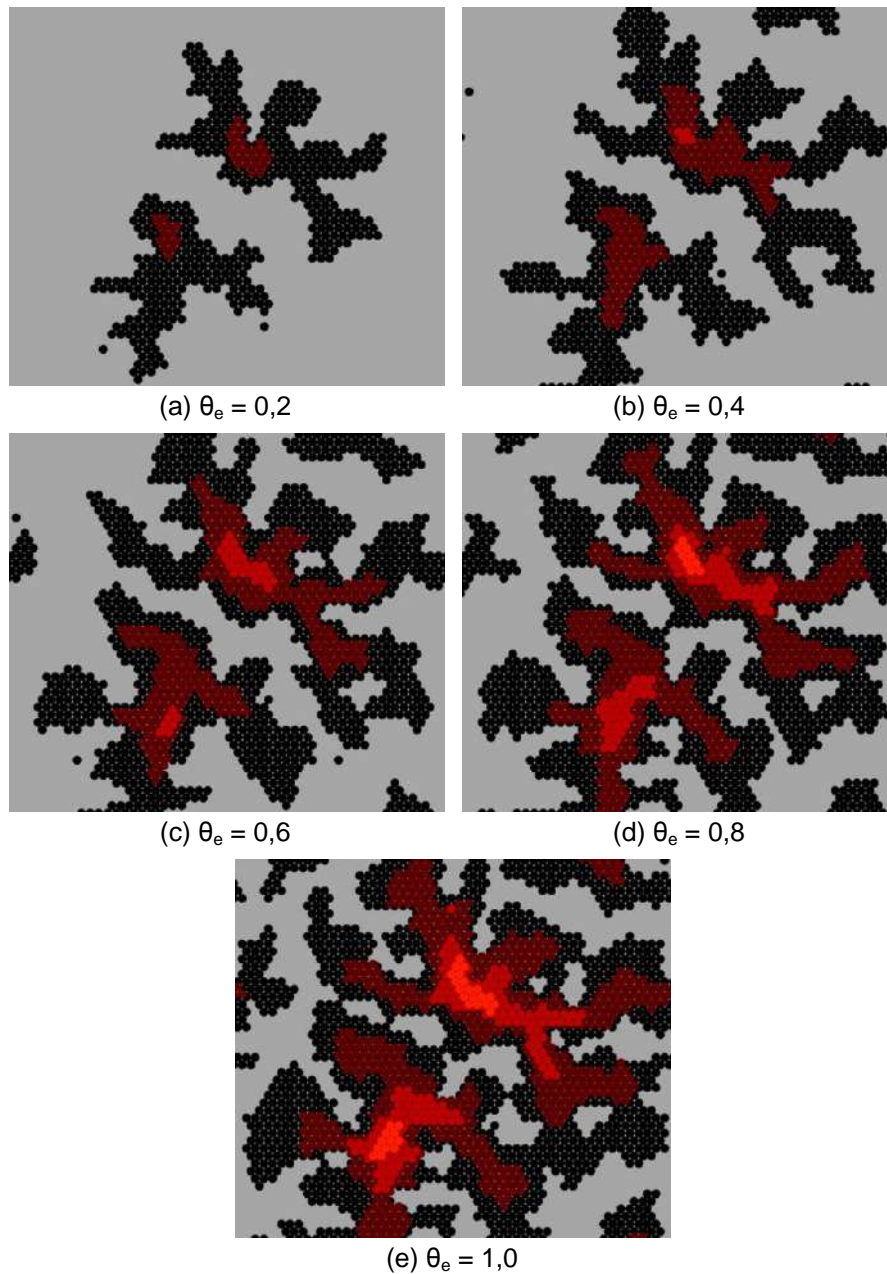 (a) θₑ = 0,2
(b) θₑ = 0,4
(c) θₑ = 0,6
(d) θₑ = 0,8
(e) θₑ = 1,0